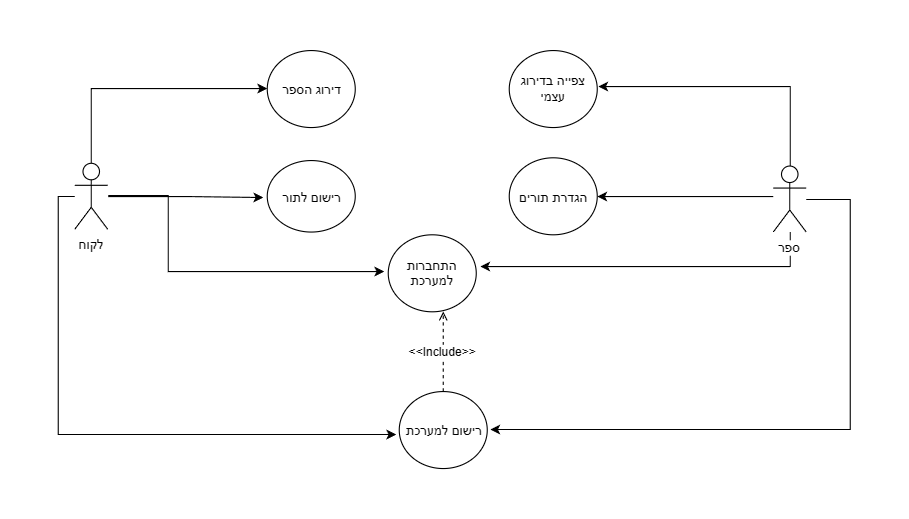 דירוג הספר
צפייה בדירוג
עצמי
רישום לתור
הגדרת תורים
לקוח
ספר
התחברות
למערכת
<<Include>>
רישום למערכת